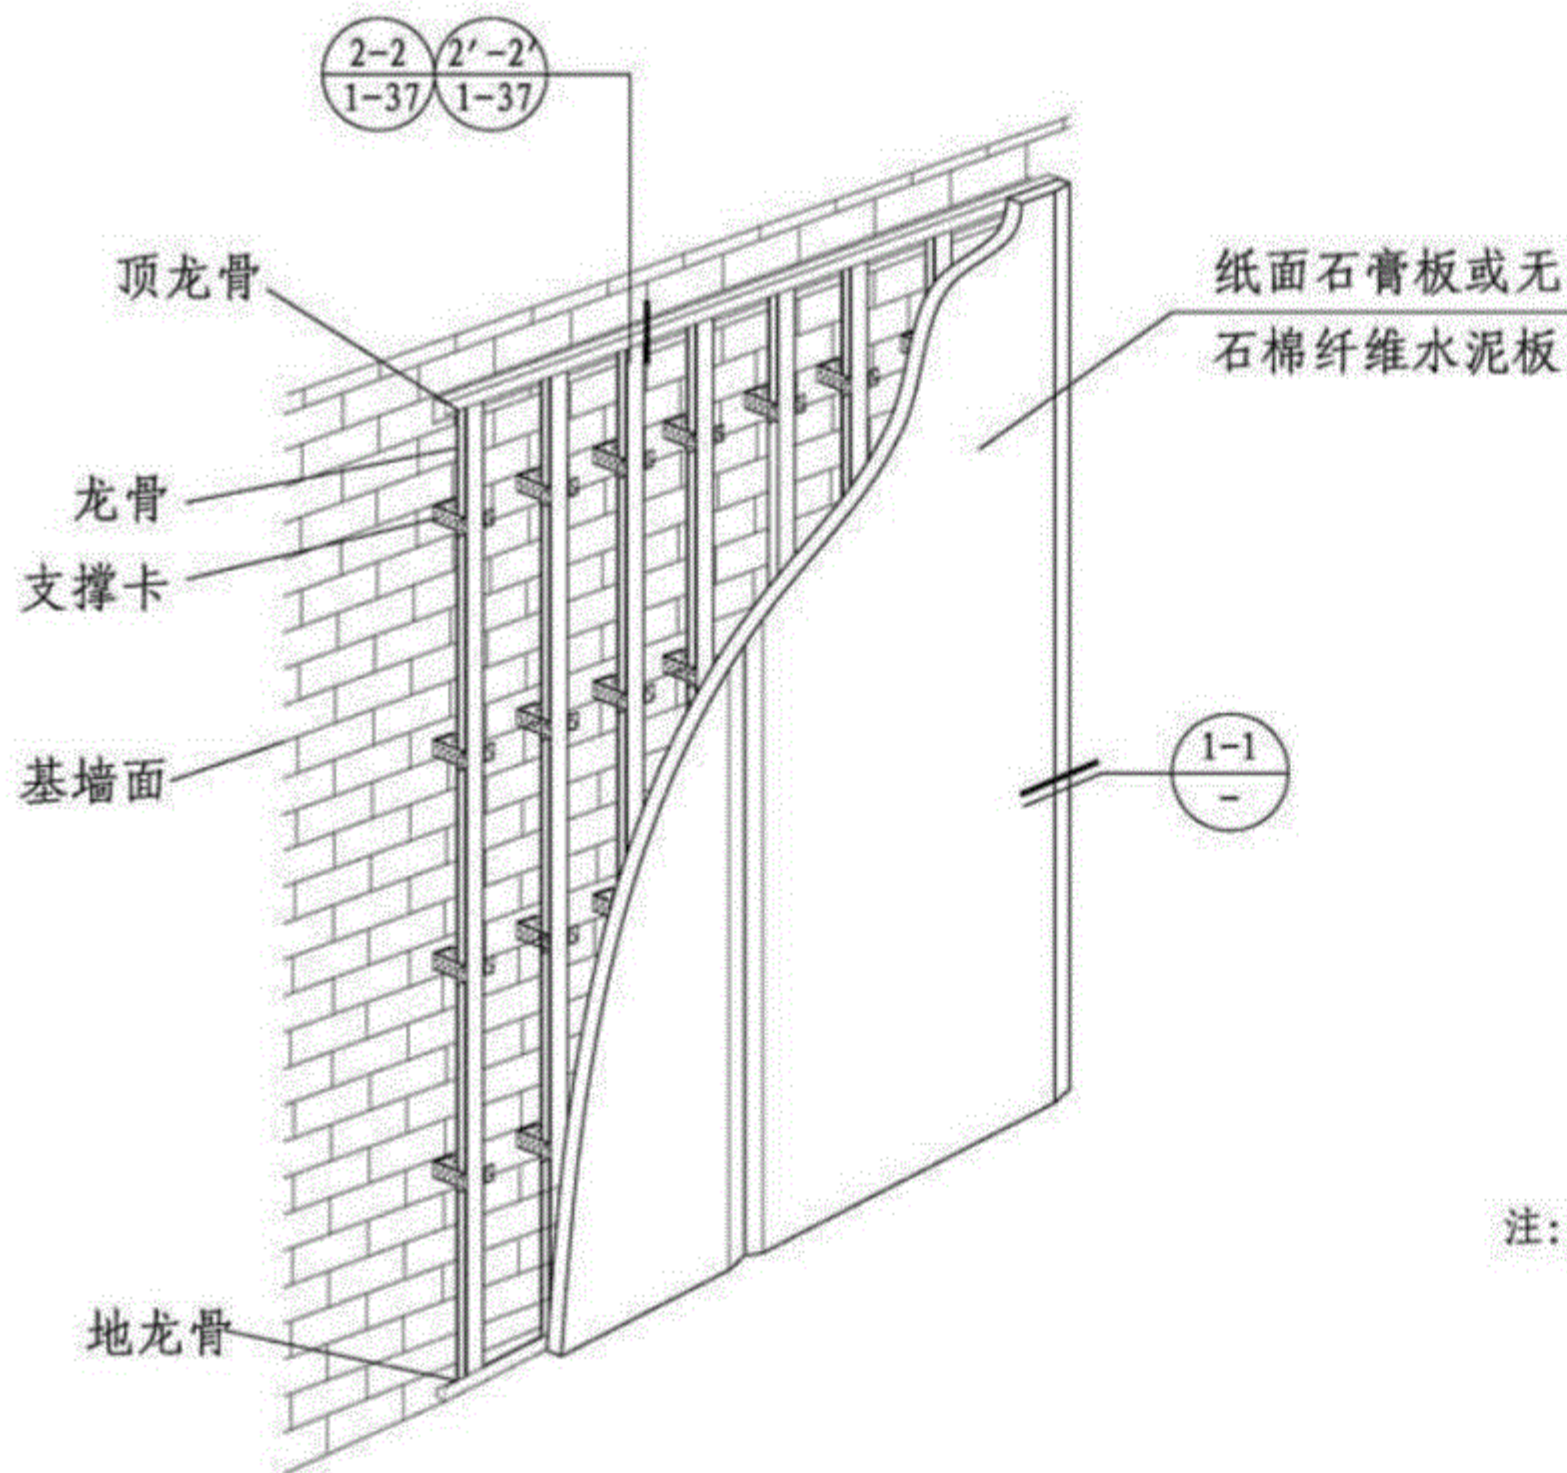 2-2
1-37
2′-2′
1-37
顶龙骨
纸面石膏板或无
石棉纤维水泥板
龙骨
支撑卡
基墙面
1-1
-
注:
地龙骨